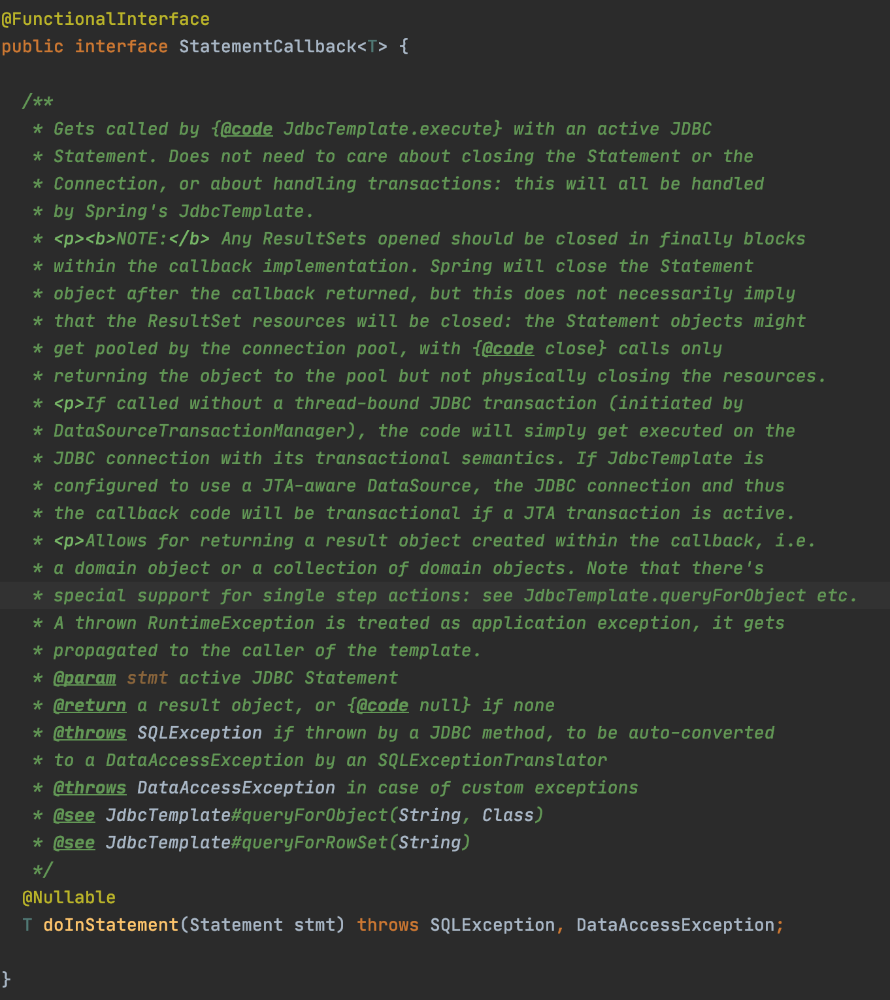 @FunctionalInterface
public interface StatementCallback<T> {
/**
* Gets called by {@code JdbcTemplate.execute} with an active JDBC
* Statement. Does not need to care about closing the Statement or the
* Connection, or about handling transactions: this will all be handled
* by Spring's JdbcTemplate.
* <p><b>NOTE:</b> Any ResultSets opened should be closed in finally blocks
* within the callback implementation. Spring will close the Statement
* object after the callback returned, but this does not necessarily imply
* that the ResultSet resources will be closed: the Statement objects might
* get pooled by the connection pool, with {@code close} calls only
* returning the object to the pool but not physically closing the resources.
* <p>If called without a thread-bound JDBC transaction (initiated by
* DataSourceTransactionManager), the code will simply get executed on the
* JDBC connection with its transactional semantics. If JdbcTemplate is
* configured to use a JTA-aware DataSource, the JDBC connection and thus
* the callback code will be transactional if a JTA transaction is active.
* <p>Allows for returning a result object created within the callback, i.e.
* a domain object or a collection of domain objects. Note that there's
* special support for single step actions: see JdbcTemplate.queryForObject etc.
* A thrown RuntimeException is treated as application exception, it gets
* propagated to the caller of the template.
* @param stmt active JDBC Statement
* @return a result object, or {@code null} if none
* @throws SQLException if thrown by a JDBC method, to be auto-converted
* to a DataAccessException by an SQLExceptionTranslator
* @throws DataAccessException in case of custom exceptions
* @see JdbcTemplate#queryForObject(String, Class)
* @see JdbcTemplate#queryForRowSet(String)
*/
@Nullable
T doInStatement(Statement stmt) throws SQLException, DataAccessException;
}